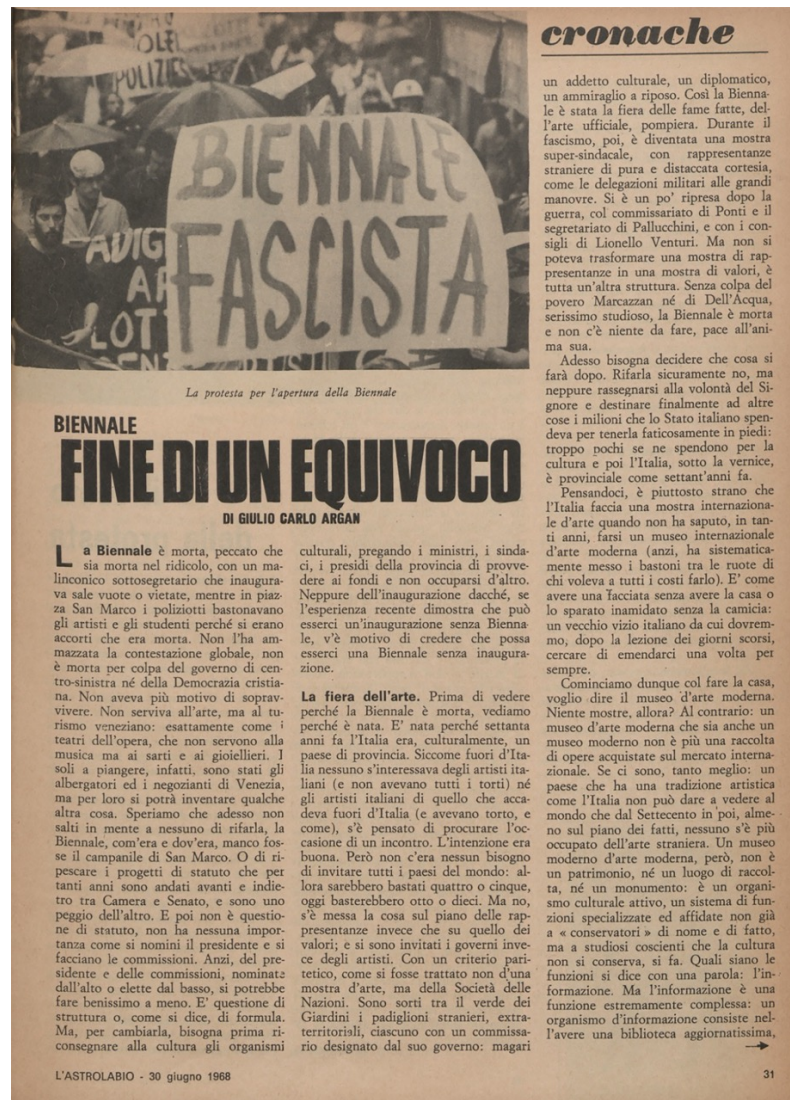 cronache
OLE
POLIZIES
BIENNALE
FASCISTA
AVIG
AR
LOT
La protesta per l'apertura della Biennale
BIENNALE
FINE DI UN EQUIVOCO
DI GIULIO CARLO ARGAN
La Biennale è morta, peccato che
sia morta nel ridicolo, con un ma-
linconico sottosegretario che inaugura-
va sale vuote o vietate, mentre in piaz-
za San Marco i poliziotti bastonavano
gli artisti e gli studenti perché si erano
accorti che era morta. Non l'ha am-
mazzata la contestazione globale, non
è morta per colpa del governo di cen-
tro-sinistra né della Democrazia cristia-
na. Non aveva più motivo di soprav-
vivere. Non serviva all'arte, ma al tu-
rismo veneziano: esattamente come i
teatri dell'opera, che non servono alla
musica ma ai sarti e ai gioiellieri. I
soli a piangere, infatti, sono stati gli
albergatori ed i negozianti di Venezia,
ma per loro si potrà inventare qualche
altra cosa. Speriamo che adesso non
salti in mente a nessuno di rifarla, la
Biennale, com'era e dov'era, manco fos-
se il campanile di San Marco. O di ri-
pescare i progetti di statuto che per
tanti anni sono andati avanti e indie-
tro tra Camera e Senato, e sono uno
peggio dell'altro. E poi non è questio-
ne di statuto, non ha nessuna impor-
tanza come si nomini il presidente e si
facciano le commissioni. Anzi, del pre-
sidente e delle commissioni, nominate
dall'alto o elette dal basso, si potrebbe
fare benissimo a meno. E' questione di
struttura o, come si dice, di formula.
Ma, per cambiarla, bisogna prima ri-
consegnare alla cultura gli organismi
culturali, pregando i ministri, i sinda-
ci, i presidi della provincia di provve-
dere ai fondi e non occuparsi d'altro.
Neppure dell'inaugurazione dacché, se
l'esperienza recente dimostra che può
esserci un'inaugurazione senza Bienna-
le, v'è motivo di credere che possa
esserci una Biennale senza inaugura-
zione.
La fiera dell'arte. Prima di vedere
perché la Biennale è morta, vediamo
perché è nata. E' nata perché settanta
anni fa l'Italia era, culturalmente, un
paese di provincia. Siccome fuori d'Ita-
lia nessuno s'interessava degli artisti ita-
liani (e non avevano tutti i torti) né
gli artisti italiani di quello che acca-
deva fuori d'Italia (e avevano torto, e
come), s'è pensato di procurare l'oc-
casione di un incontro. L'intenzione era
buona. Però non c'era nessun bisogno
di invitare tutti i paesi del mondo: al-
lora sarebbero bastati quattro o cinque,
oggi basterebbero otto o dieci. Ma no,
s'è messa la cosa sul piano delle rap-
presentanze invece che su quello dei
valori; e si sono invitati i governi inve-
ce degli artisti. Con un criterio pari-
tetico, come si fosse trattato non d'una
mostra d'arte, ma della Società delle
Nazioni. Sono sorti tra il verde dei
Giardini i padiglioni stranieri, extra-
territoriali, ciascuno con un commissa-
rio designato dal suo governo: magari
un addetto culturale, un diplomatico,
un ammiraglio a riposo. Così la Bienna-
le è stata la fiera delle fame fatte, del-
l'arte ufficiale, pompiera. Durante il
fascismo, poi, è diventata una mostra
super-sindacale, con rappresentanze
straniere di pura e distaccata cortesia,
come le delegazioni militari alle grandi
manovre. Si è un po' ripresa dopo la
guerra, col commissariato di Ponti e il
segretariato di Pallucchini, e con i con-
sigli di Lionello Venturi. Ma non si
poteva trasformare una mostra di rap-
presentanze in una mostra di valori, è
tutta un'altra struttura. Senza colpa del
povero Marcazzan né di Dell'Acqua,
serissimo studioso, la Biennale è morta
e non c'è niente da fare, pace all'ani-
ma sua.
Adesso bisogna decidere che cosa si
farà dopo. Rifarla sicuramente no, ma
neppure rassegnarsi alla volontà del Si-
gnore e destinare finalmente ad altre
cose i milioni che lo Stato italiano spen-
deva per tenerla faticosamente in piedi:
troppo pochi se ne spendono per la
cultura e poi l'Italia, sotto la vernice,
è provinciale come settant'anni fa.
Pensandoci, è piuttosto strano che
l'Italia faccia una mostra internaziona-
le d'arte quando non ha saputo, in tan-
ti anni, farsi un museo internazionale
d'arte moderna (anzi, ha sistematica-
mente messo i bastoni tra le ruote di
chi voleva a tutti i costi farlo). E' come
avere una facciata senza avere la casa o
lo sparato inamidato senza la camicia:
un vecchio vizio italiano da cui dovrem-
mo, dopo la lezione dei giorni scorsi,
cercare di emendarci una volta per
sempre.
Cominciamo dunque col fare la casa,
voglio dire il museo d'arte moderna.
Niente mostre, allora? Al contrario: un
museo d'arte moderna che sia anche un
museo moderno non è più una raccolta
di opere acquistate sul mercato interna-
zionale. Se ci sono, tanto meglio: un
paese che ha una tradizione artistica
come l'Italia non può dare a vedere al
mondo che dal Settecento in poi, alme-
no sul piano dei fatti, nessuno s'è più
occupato dell'arte straniera. Un museo
moderno d'arte moderna, però, non è
un patrimonio, né un luogo di raccol-
ta, né un monumento: è un organi-
smo culturale attivo, un sistema di fun-
zioni specializzate ed affidate non già
a « conservatori » di nome e di fatto,
ma a studiosi coscienti che la cultura
non si conserva, si fa. Quali siano le
funzioni si dice con una parola: l'in-
formazione. Ma l'informazione è una
funzione estremamente complessa: un
organismo d'informazione consiste nel-
l'avere una biblioteca aggiornatissima,
L'ASTROLABIO - 30 giugno 1968
31